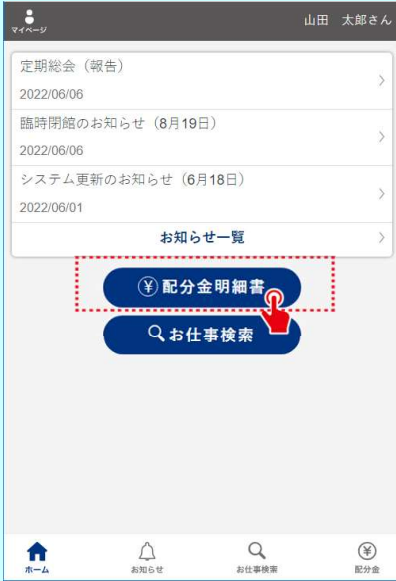 マイページ
山田　太郎さん
定期総会（報告）
2022/06/06
臨時閉館のお知らせ（8月19日）
2022/06/06
システム更新のお知らせ（6月18日）
2022/06/01
お知らせ一覧
¥ 配分金明細書
お仕事検索
ホーム
お知らせ
お仕事検索
¥
配分金